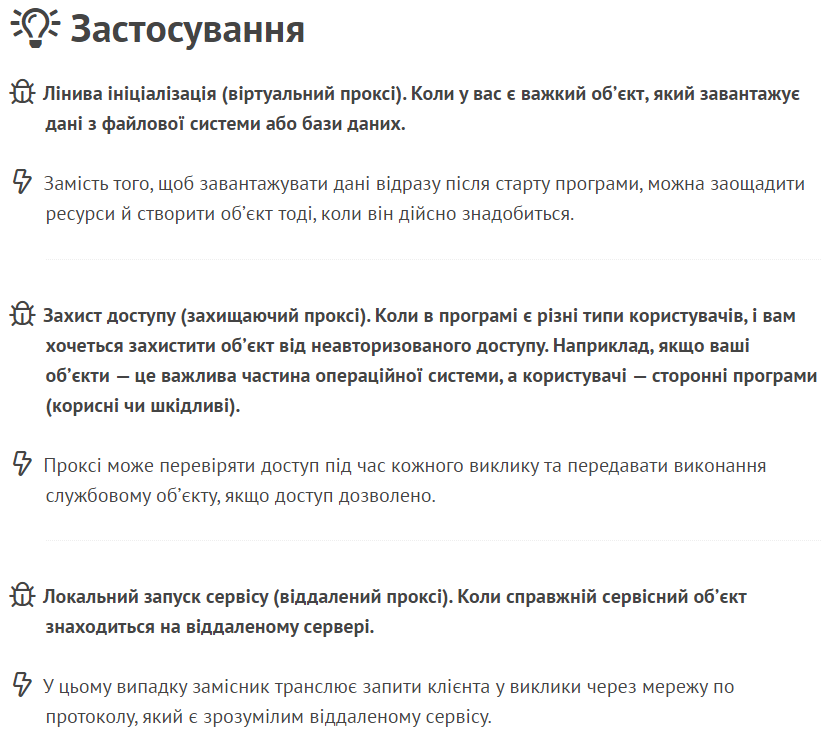 Застосування
Лінива ініціалізація (віртуальний проксі). Коли у вас є важкий об’єкт, який завантажує
дані з файлової системи або бази даних.
Замість того, щоб завантажувати дані відразу після старту програми, можна заощадити
ресурси й створити об’єкт тоді, коли він дійсно знадобиться.
Захист доступу (захищаючий проксі). Коли в програмі є різні типи користувачів, і вам
хочеться захистити об’єкт від неавторизованого доступу. Наприклад, якщо ваші
об’єкти — це важлива частина операційної системи, а користувачі — сторонні програми
(корисні чи шкідливі).
Проксі може перевіряти доступ під час кожного виклику та передавати виконання
службовому об’єкту, якщо доступ дозволено.
Локальний запуск сервісу (віддалений проксі). Коли справжній сервісний об’єкт
знаходиться на віддаленому сервері.
У цьому випадку замісник транслює запити клієнта у виклики через мережу по
протоколу, який є зрозумілим віддаленому сервісу.